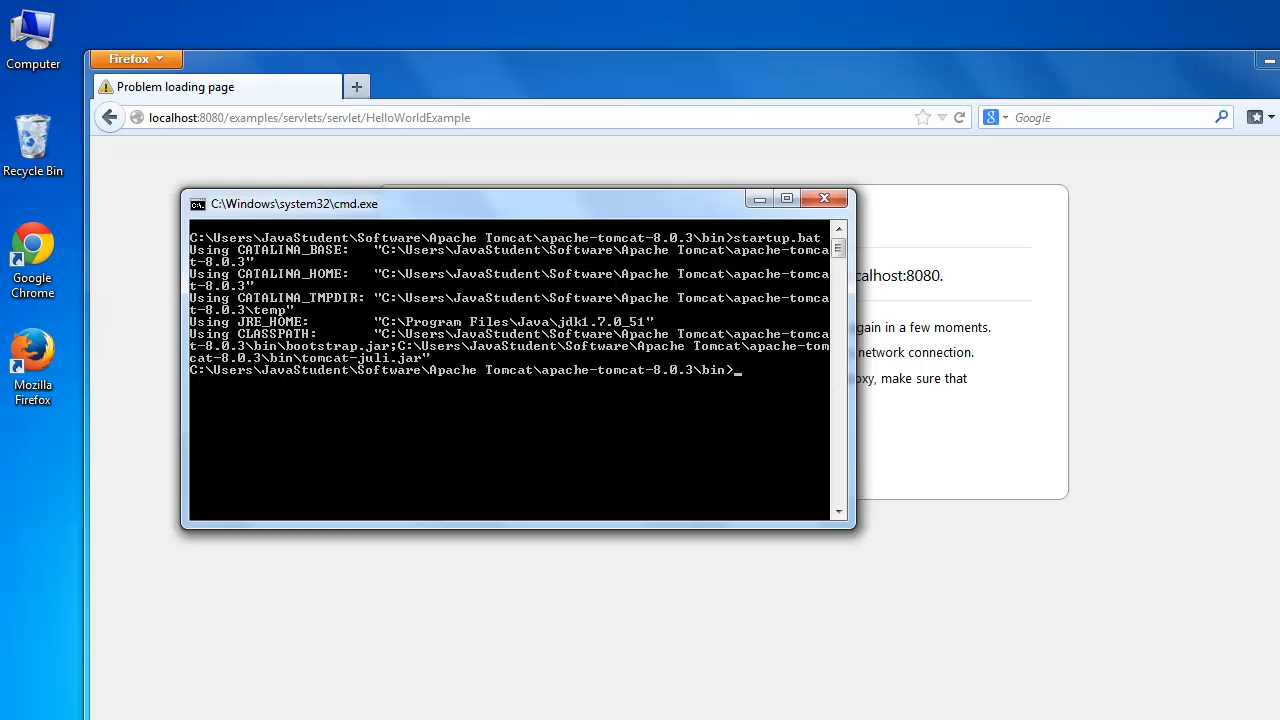 Computer
Recycle Bin
Google
Chrome
Mozilla
Firefox
Firefox
Problem loading page
localhost:8080/examples/servlets/servlet/HelloWorldExample
Google
C:\Windows\system32\cmd.exe
C:\Users\JavaStudent\Software\Apache Tomcat\apache-tomcat-8.0.3\bin>startup.bat
Using CATALINA_BASE:   "C:\Users\JavaStudent\Software\Apache Tomcat\apache-tomca
t-8.0.3"
Using CATALINA_HOME:   "C:\Users\JavaStudent\Software\Apache Tomcat\apache-tomca
t-8.0.3"
Using CATALINA_TMPDIR: "C:\Users\JavaStudent\Software\Apache Tomcat\apache-tomca
t-8.0.3\temp"
Using JRE_HOME:        "C:\Program Files\Java\jdk1.7.0_51"
Using CLASSPATH:       "C:\Users\JavaStudent\Software\Apache Tomcat\apache-tomca
t-8.0.3\bin\bootstrap.jar;C:\Users\JavaStudent\Software\Apache Tomcat\apache-tom
cat-8.0.3\bin\tomcat-juli.jar"
C:\Users\JavaStudent\Software\Apache Tomcat\apache-tomcat-8.0.3\bin>_
calhost:8080.
gain in a few moments.
network connection.
oxy, make sure that